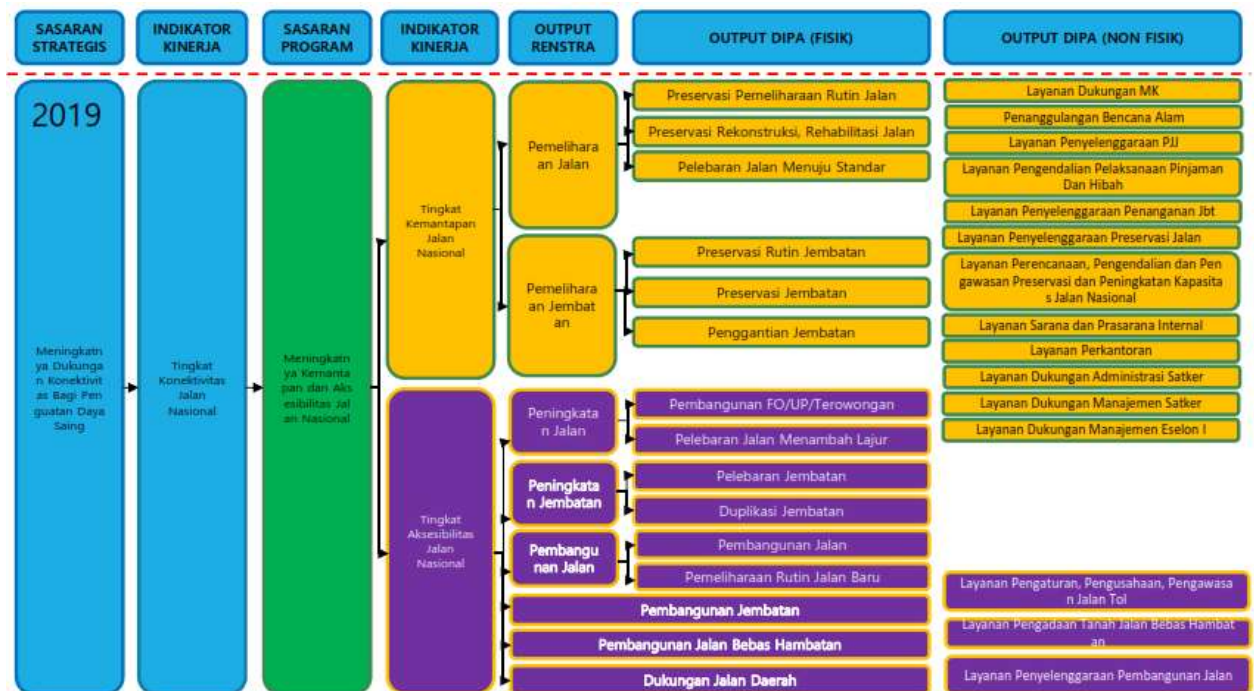 SASARAN
STRATEGIS
INDIKATOR
KINERJA
SASARAN
PROGRAM
INDIKATOR
KINERJA
OUTPUT
RENSTRA
OUTPUT DIPA (FISIK)
OUTPUT DIPA (NON FISIK)
2019
Meningkatn
ya Dukunga
n Konektivit
as Bagi Pen
guatan Daya
Saing
Tingkat
Konektivitas
Jalan
Nasional
Meningkatn
ya Kemanta
pan dan Aks
esibilitas Jal
an Nasional
Tingkat
Kemantapan
Jalan
Nasional
Tingkat
Aksesibilitas
Jalan
Nasional
Pemelihara
an Jalan
Pemelihara
an Jembat
an
Peningkata
n Jalan
Peningkata
n Jembatan
Pembangu
nan Jalan
Preservasi Pemeliharaan Rutin Jalan
Preservasi Rekonstruksi, Rehabilitasi Jalan
Pelebaran Jalan Menuju Standar
Preservasi Rutin Jembatan
Preservasi Jembatan
Penggantian Jembatan
Pembangunan FO/UP/Terowongan
Pelebaran Jalan Menambah Lajur
Pelebaran Jembatan
Duplikasi Jembatan
Pembangunan Jalan
Pemeliharaan Rutin Jalan Baru
Pembangunan Jembatan
Pembangunan Jalan Bebas Hambatan
Dukungan Jalan Daerah
Layanan Dukungan MK
Penanggulangan Bencana Alam
Layanan Penyelenggaraan PJJ
Layanan Pengendalian Pelaksanaan Pinjaman
Dan Hibah
Layanan Penyelenggaraan Penanganan Jbt
Layanan Penyelenggaraan Preservasi Jalan
Layanan Perencanaan, Pengendalian dan Pen
gawasan Preservasi dan Peningkatan Kapasita
s Jalan Nasional
Layanan Sarana dan Prasarana Internal
Layanan Perkantoran
Layanan Dukungan Administrasi Satker
Layanan Dukungan Manajemen Satker
Layanan Dukungan Manajemen Eselon I
Layanan Pengaturan, Pengusahaan, Pengawasa
n Jalan Tol
Layanan Pengadaan Tanah Jalan Bebas Hambat
an
Layanan Penyelenggaraan Pembangunan Jalan